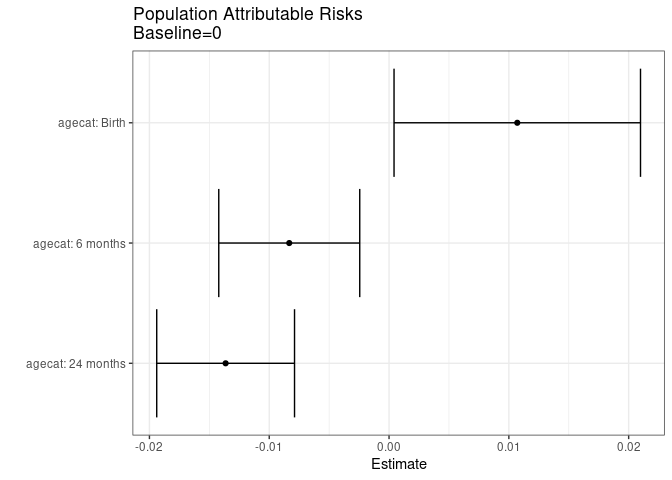 Population Attributable Risks
Baseline=0
agecat: Birth
agecat: 6 months
agecat: 24 months
-0.02 -0.01 0.00 0.01 0.02
Estimate